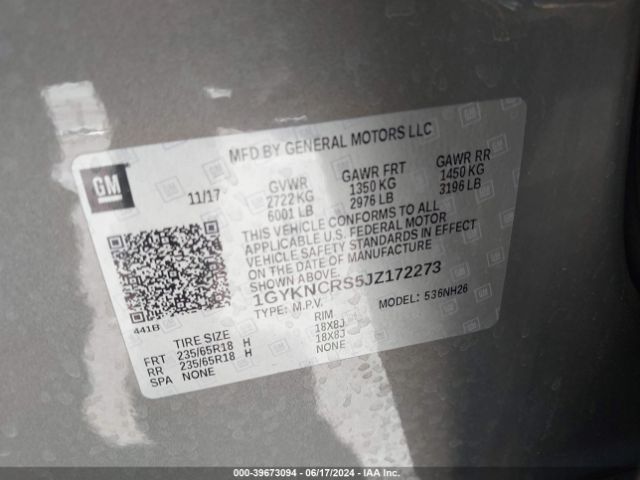 MFD BY GENERAL MOTORS LLC
GM
11/17
GVWR
2722 KG
6001 LB
GAWR FRT
1350 KG
2976 LB
GAWR RR
1450 KG
3196 LB
THIS VEHICLE CONFORMS TO ALL
APPLICABLE U.S. FEDERAL MOTOR
VEHICLE SAFETY STANDARDS IN EFFECT
ON THE DATE OF MANUFACTURE
SHOWN ABOVE.
1GYKNCRS5JZ172273
TYPE: M.P.V.
MODEL: 536NH26
441B
TIRE SIZE RIM
FRT 235/65R18 H 18X8J
RR 235/65R18 H 18X8J
SPA NONE NONE
000-39673094 - 06/17/2024 - IAA Inc.